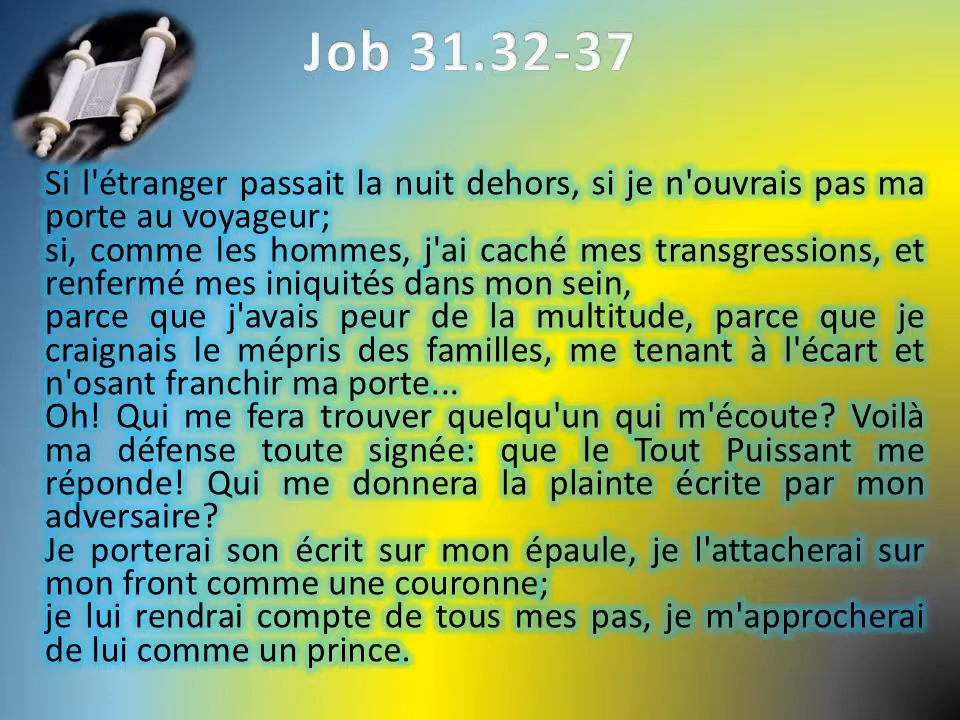 Job 31.32-37
Si l'étranger passait la nuit dehors, si je n'ouvrais pas ma
porte au voyageur;
si, comme les hommes, j'ai caché mes transgressions, et
renfermé mes iniquités dans mon sein,
parce que j'avais peur de la multitude, parce que je
craignais le mépris des familles, me tenant à l'écart et
n'osant franchir ma porte...
Oh! Qui me fera trouver quelqu'un qui m'écoute? Voilà
ma défense toute signée: que le Tout Puissant me
réponde! Qui me donnera la plainte écrite par mon
adversaire?
Je porterai son écrit sur mon épaule, je l'attacherai sur
mon front comme une couronne;
je lui rendrai compte de tous mes pas, je m'approcherai
de lui comme un prince.